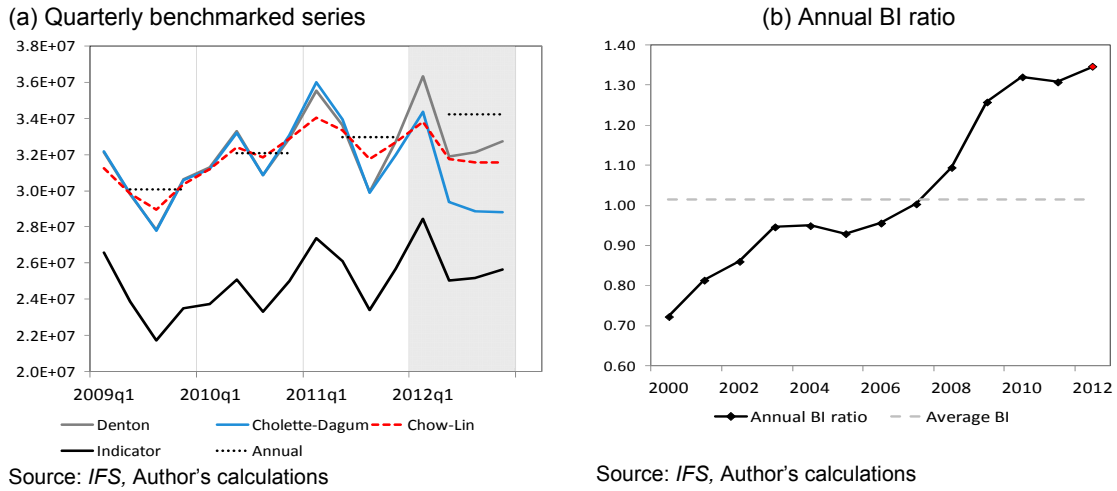 (a) Quarterly benchmarked series
3.8E+07
3.6E+07
3.4E+07
3.2E+07
3.0E+07
2.8E+07
2.6E+07
2.4E+07
2.2E+07
2.0E+07
2009q1 2010q1 2011q1 2012q1
Denton Cholette-Dagum Chow-Lin
Indicator Annual
Source: IFS, Author's calculations
(b) Annual BI ratio
1.40
1.30
1.20
1.10
1.00
0.90
0.80
0.70
0.60
2000 2002 2004 2006 2008 2010 2012
Annual BI ratio Average BI
Source: IFS, Author's calculations